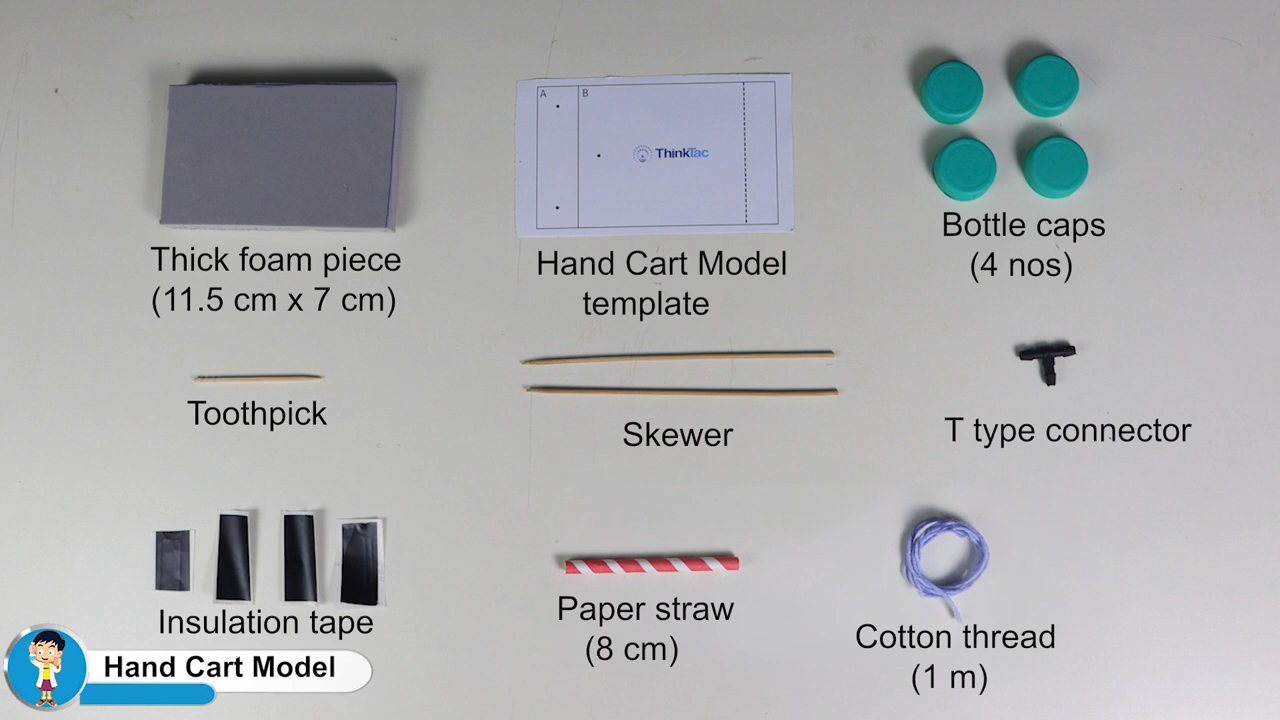 A
B
ThinkTac
Thick foam piece
(11.5 cm x 7 cm)
Hand Cart Model
template
Bottle caps
(4 nos)
Toothpick
Skewer
T type connector
Insulation tape
Paper straw
(8 cm)
Cotton thread
(1 m)
Hand Cart Model